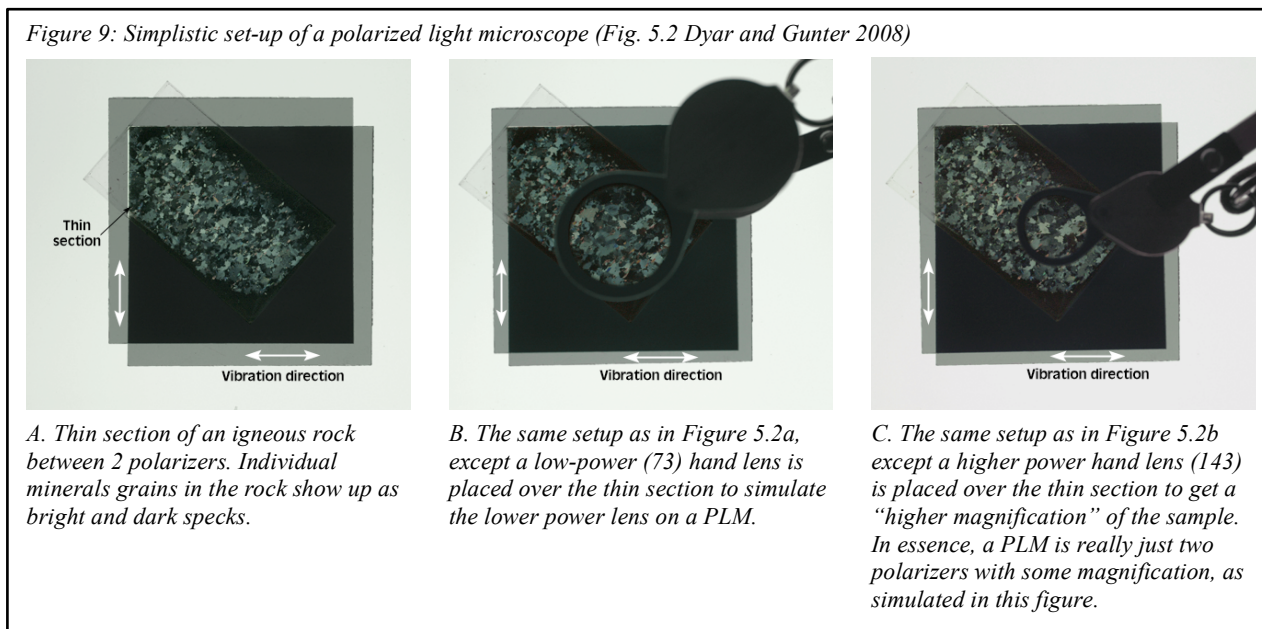 Figure 9: Simplistic set-up of a polarized light microscope (Fig. 5.2 Dyar and Gunter 2008)
Thin
section
Vibration direction
A. Thin section of an igneous rock
between 2 polarizers. Individual
minerals grains in the rock show up as
bright and dark specks.
Vibration direction
B. The same setup as in Figure 5.2a,
except a low-power (73) hand lens is
placed over the thin section to simulate
the lower power lens on a PLM.
Vibration direction
C. The same setup as in Figure 5.2b
except a higher power hand lens (143)
is placed over the thin section to get a
“higher magnification” of the sample.
In essence, a PLM is really just two
polarizers with some magnification, as
simulated in this figure.